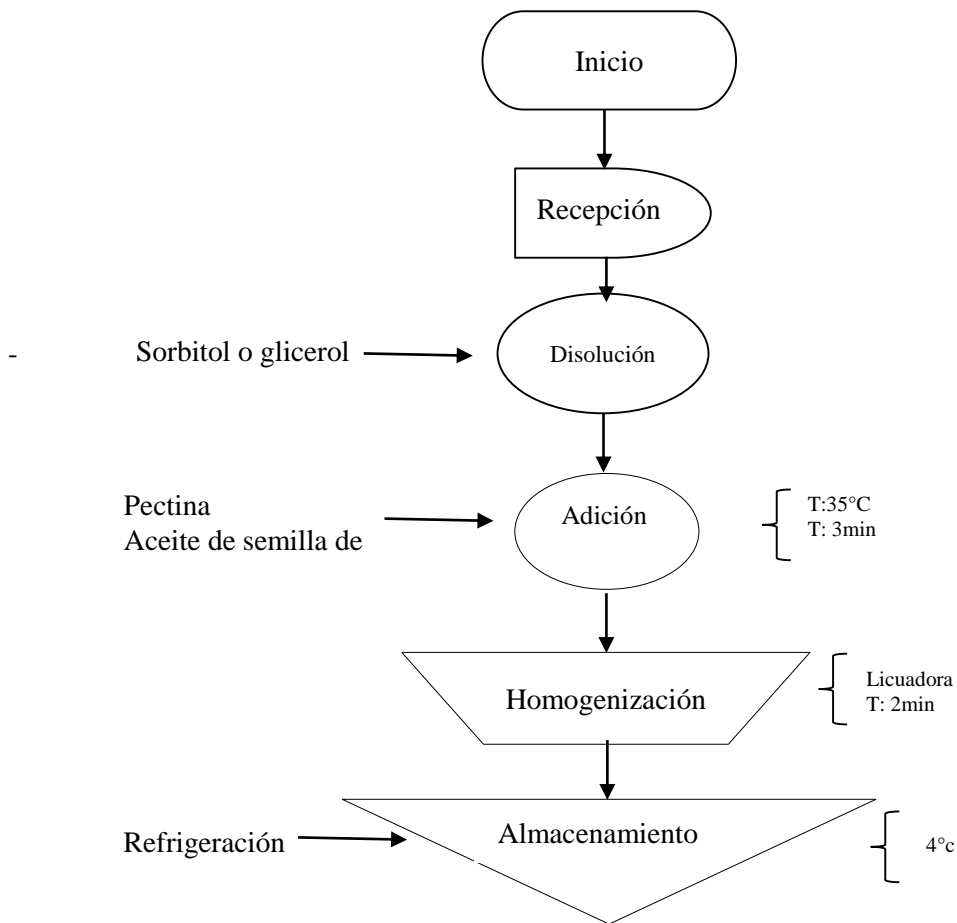 Inicio
Recepción
- Sorbitol o glicerol
Disolución
Pectina
Aceite de semilla de
Adición
T:35°C
T: 3min
Homogenización
Licuadora
T: 2min
Refrigeración
Almacenamiento
4°c